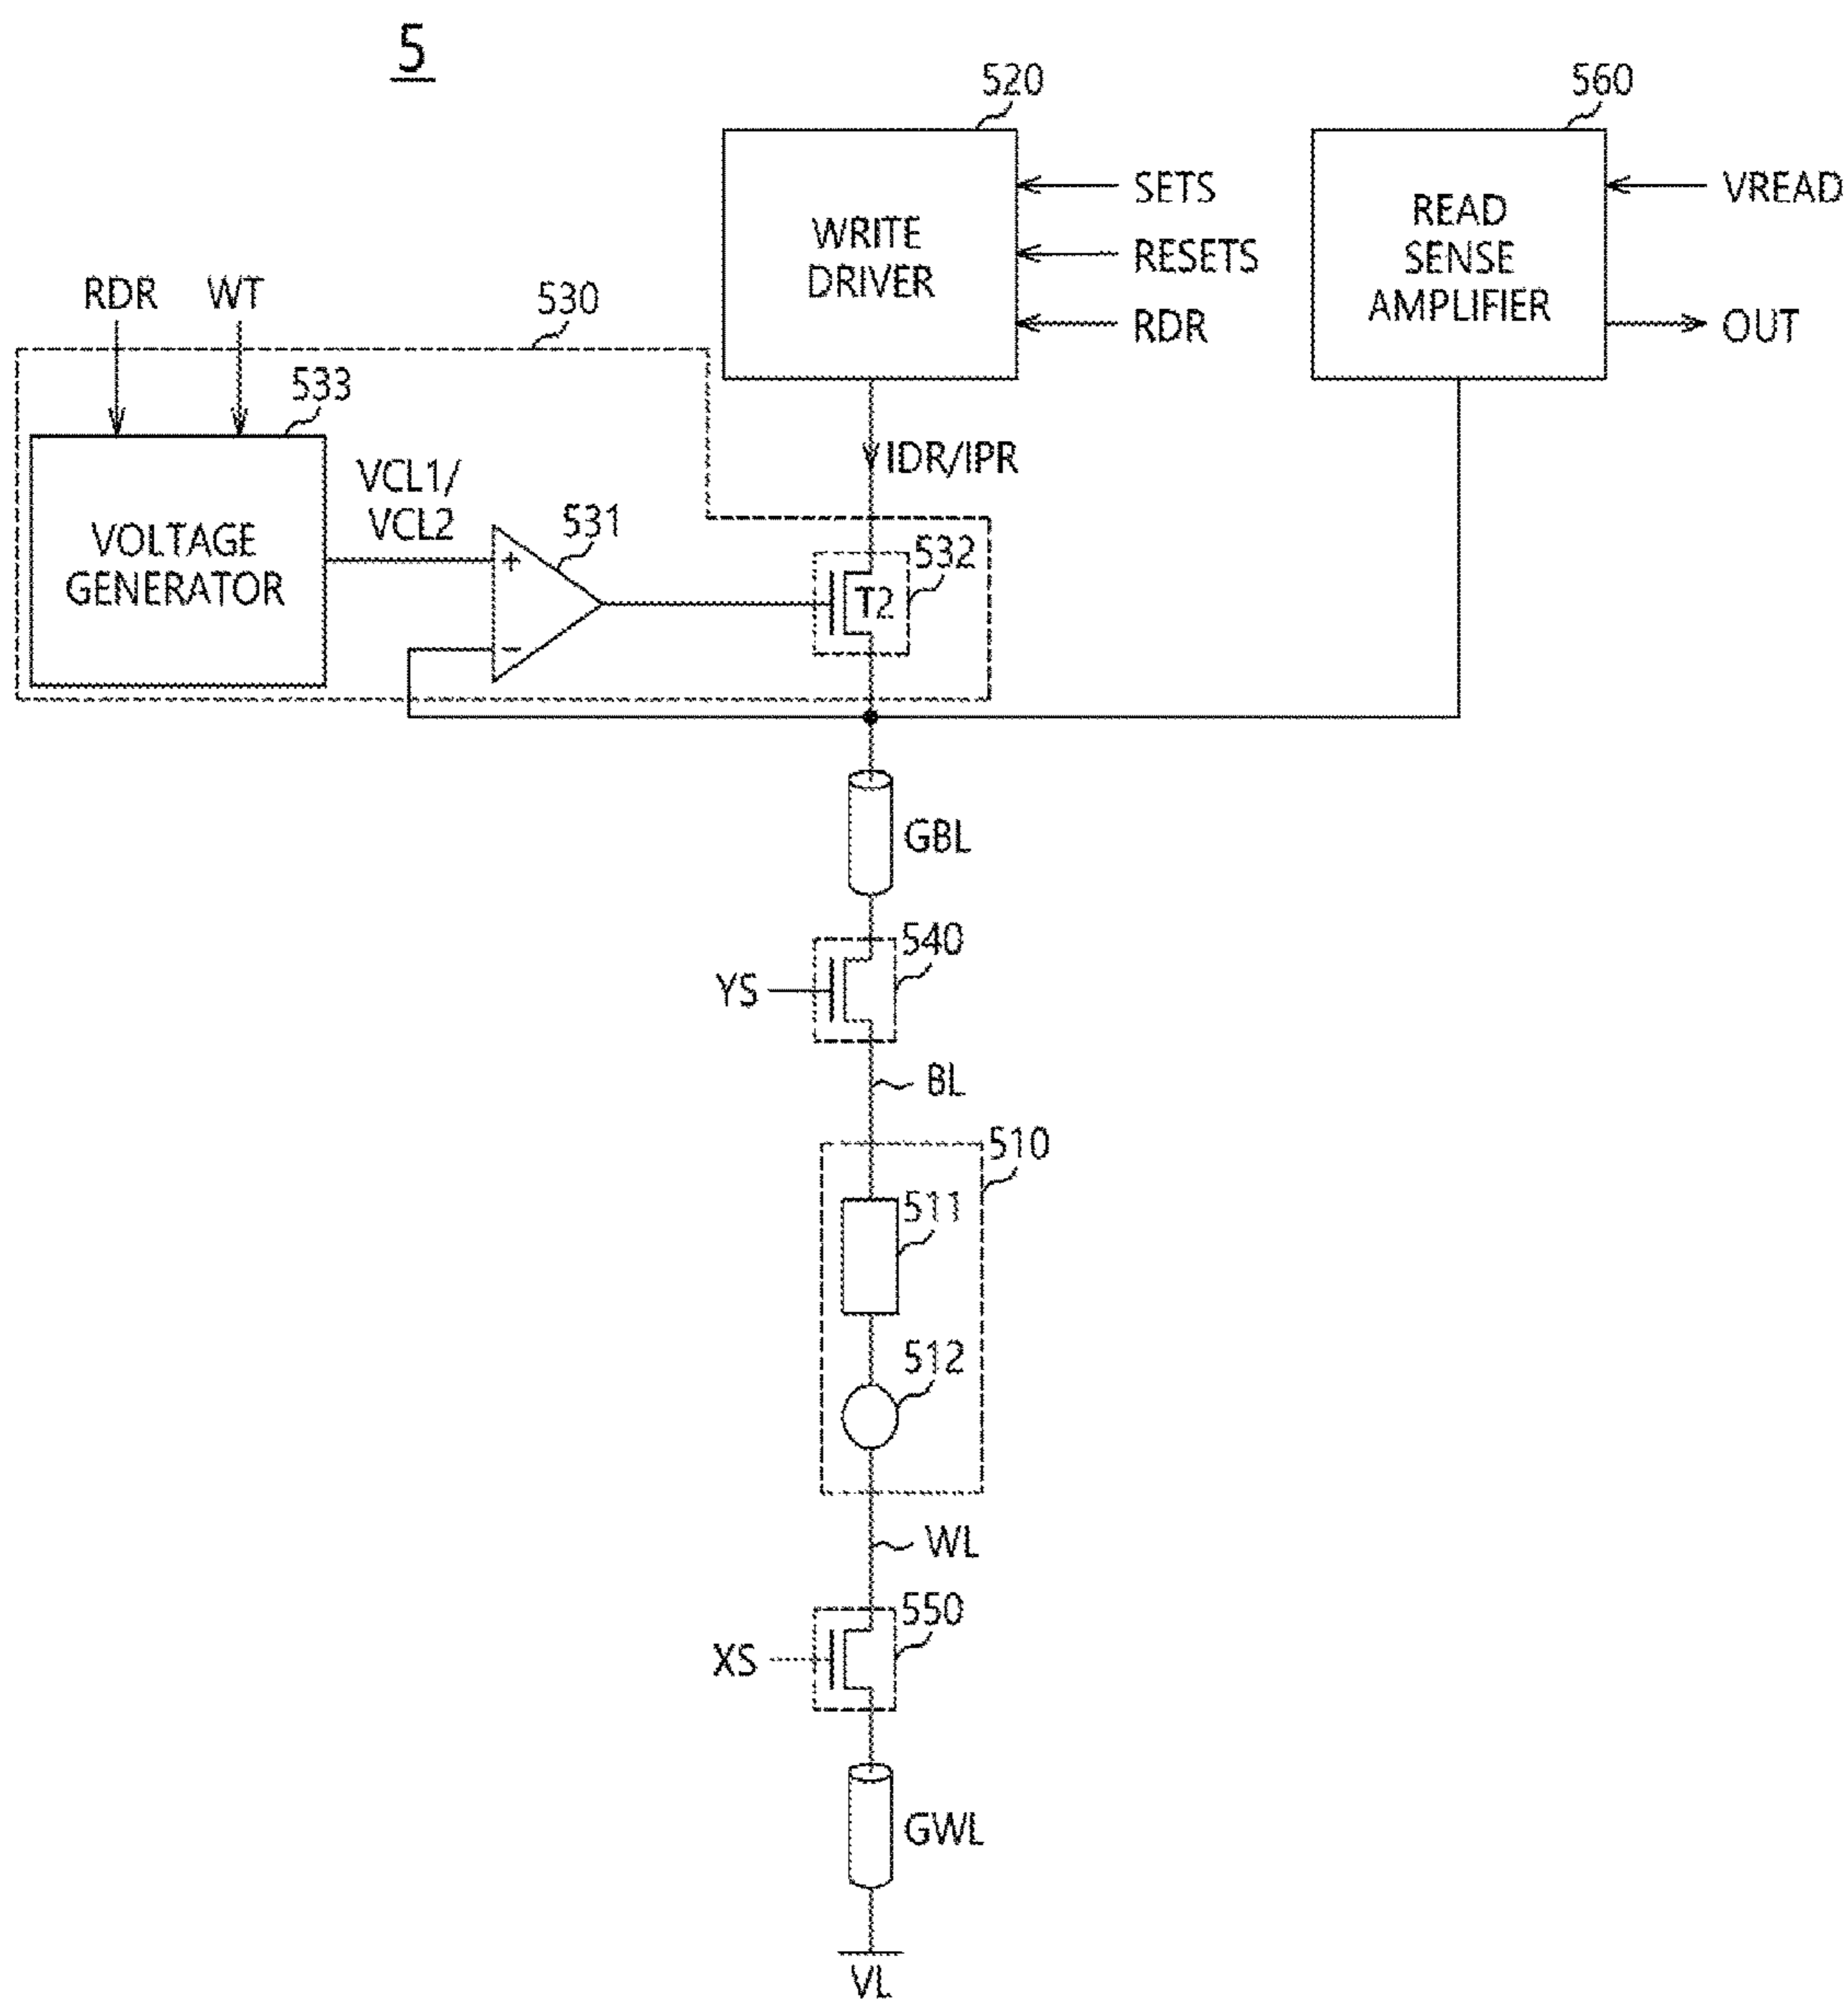 5
520
560
WRITE
DRIVER
SETS
RESETS
RDR
READ
SENSE
AMPLIFIER
VREAD
OUT
RDR
WT
530
533
VOLTAGE
GENERATOR
VCL1/
VCL2
IDR/IPR
531
+
−
532
T2
GBL
540
YS
BL
510
511
512
WL
550
XS
GWL
VL